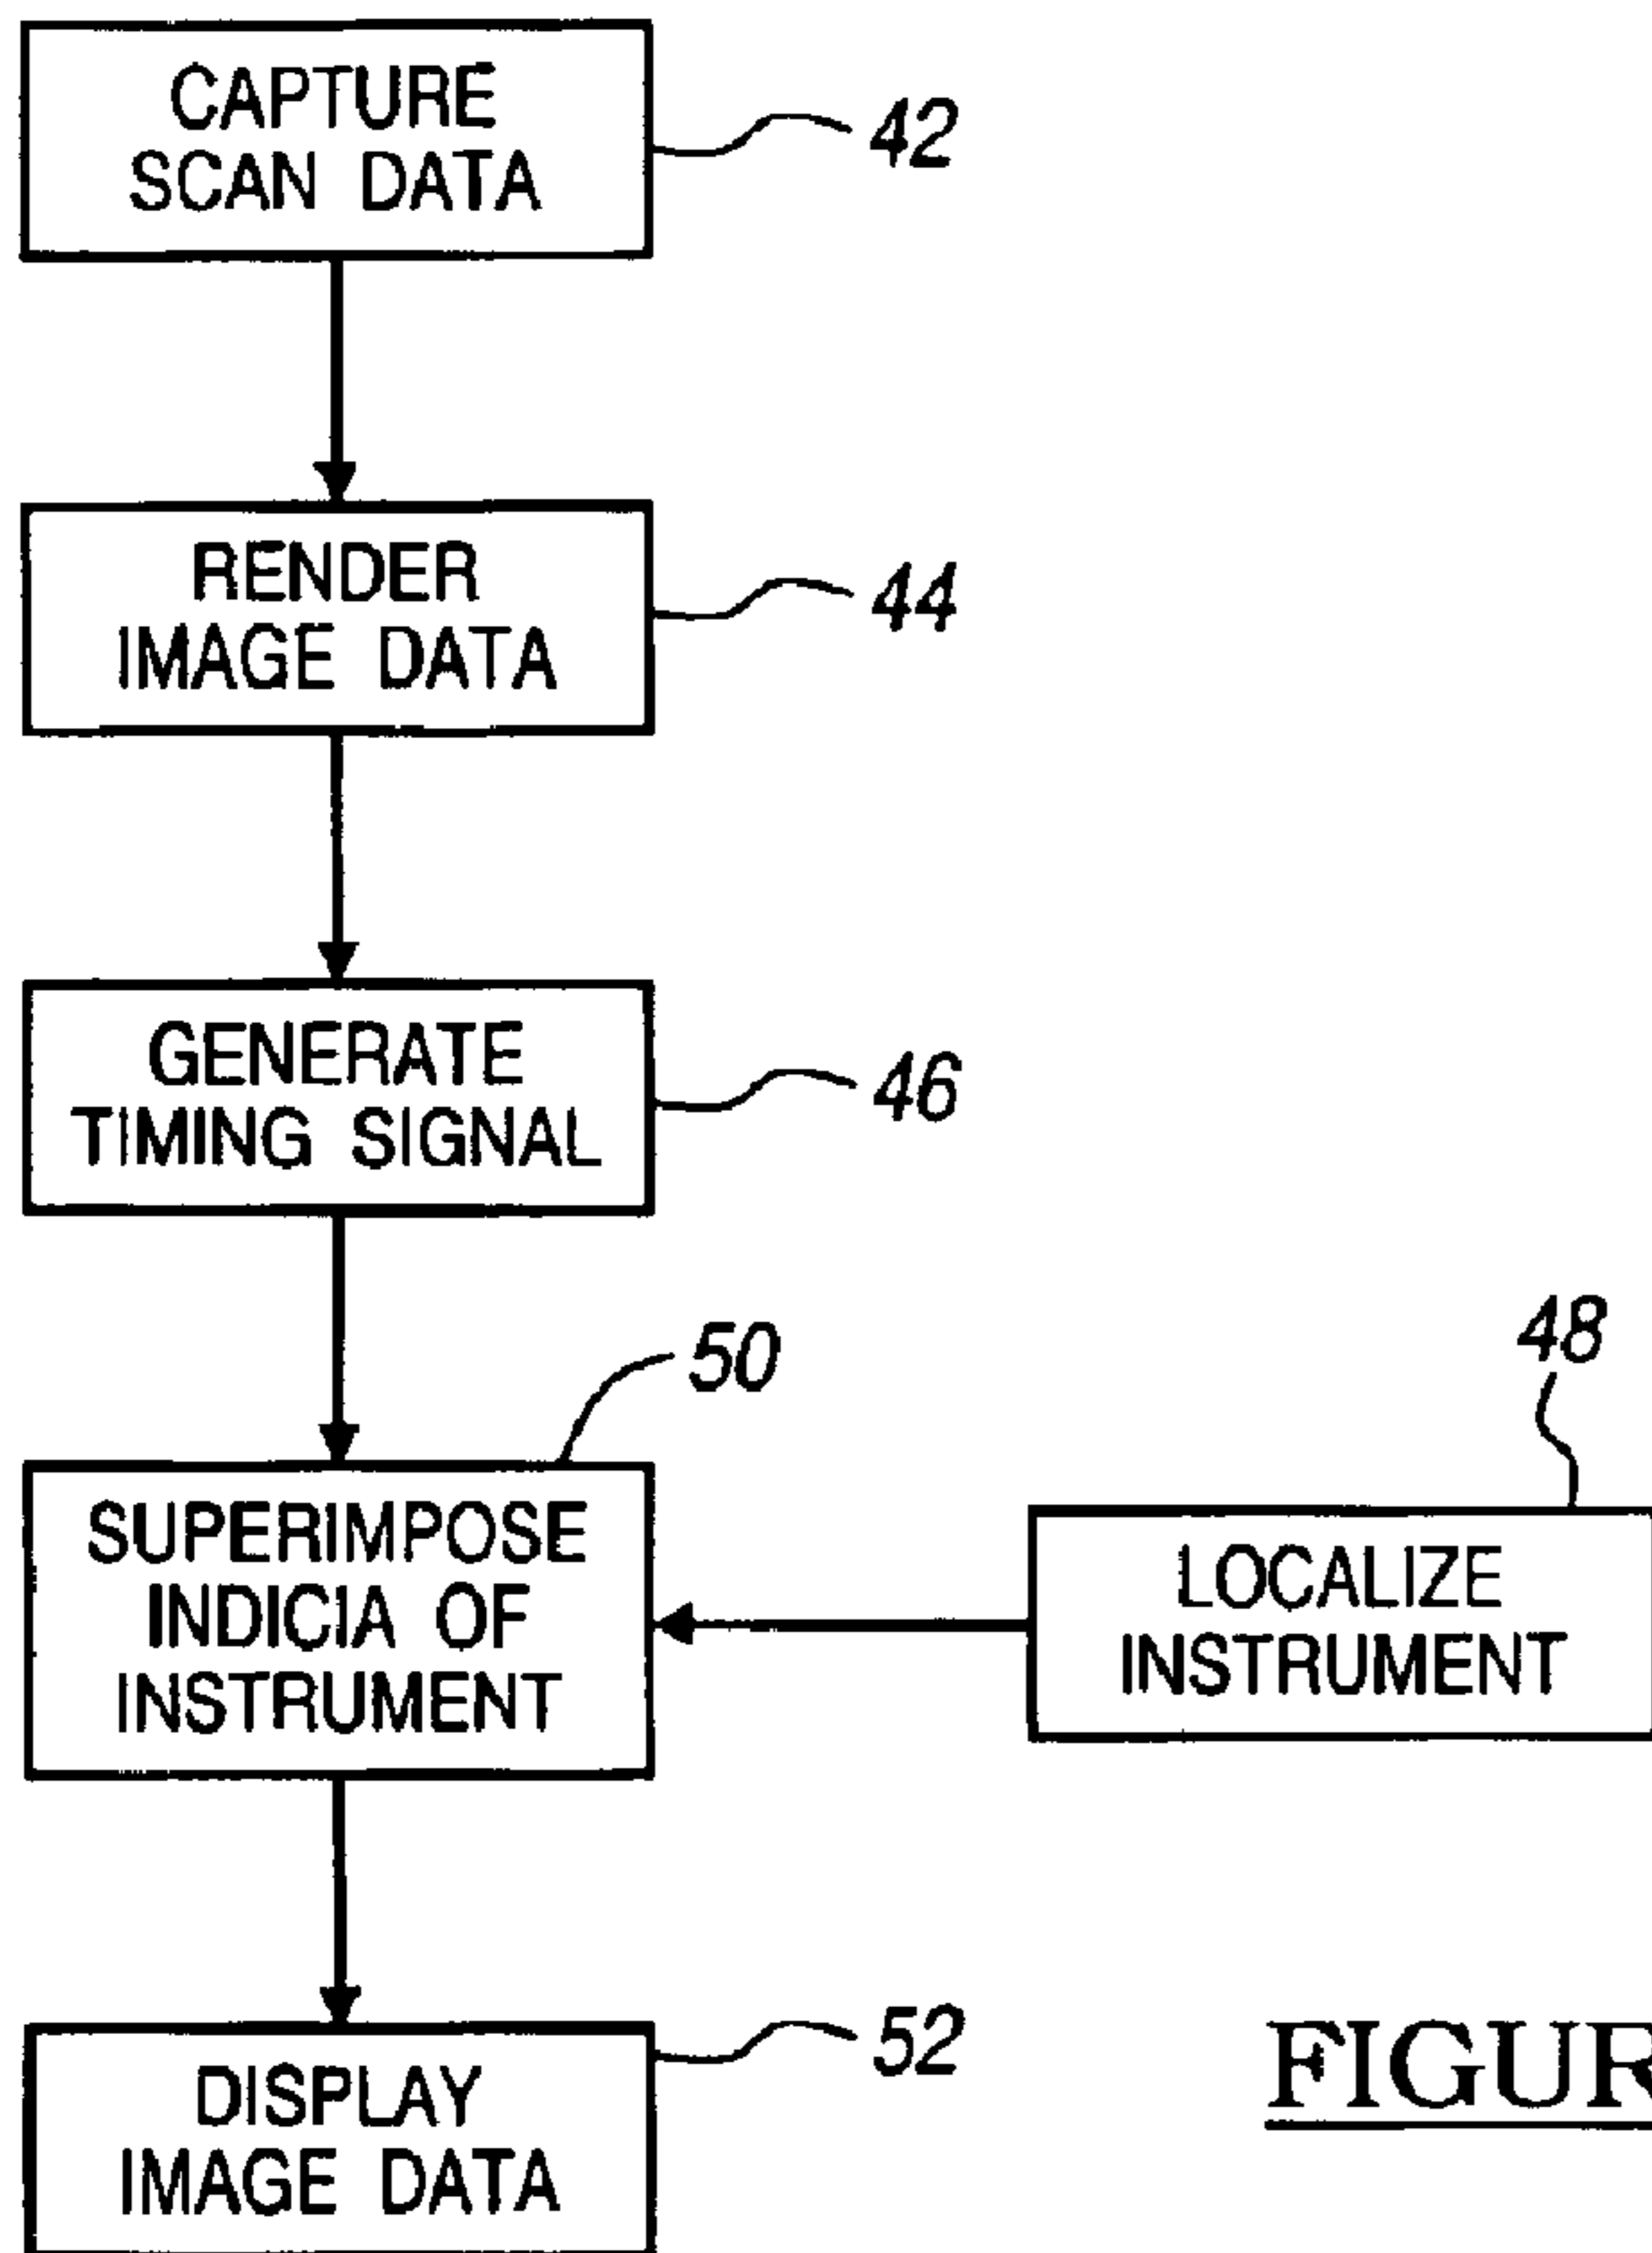 CAPTURE
SCAN DATA
42
RENDER
IMAGE DATA
44
GENERATE
TIMING SIGNAL
46
50
48
SUPERIMPOSE
INDICIA OF
INSTRUMENT
LOCALIZE
INSTRUMENT
52
DISPLAY
IMAGE DATA
FIGUR